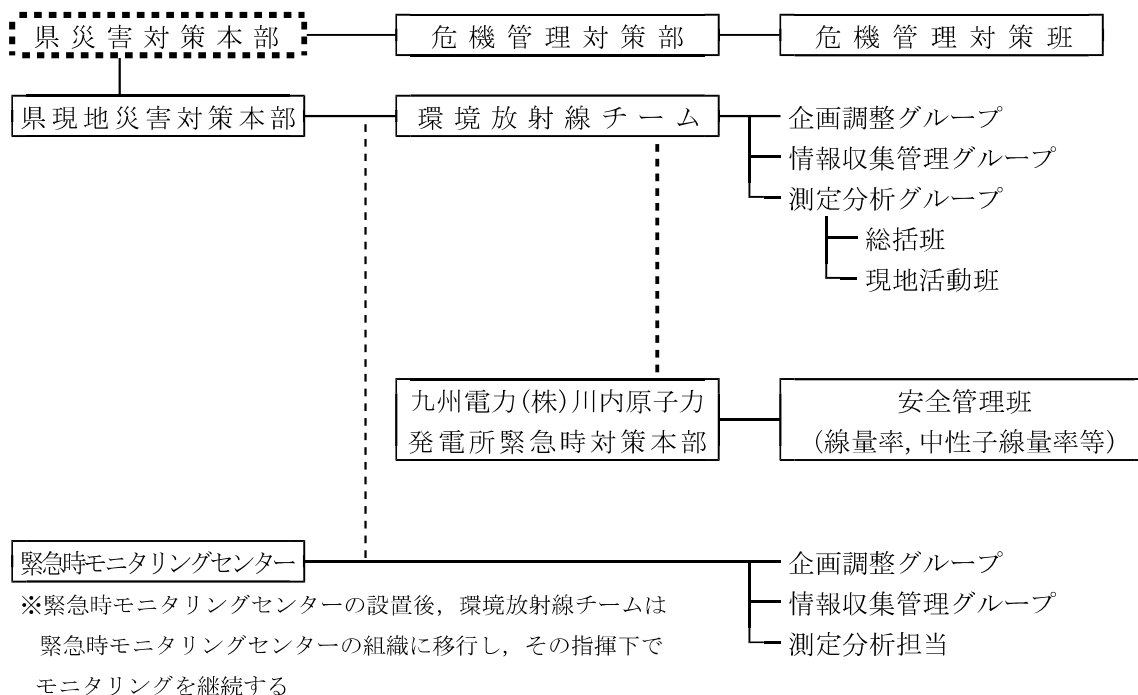 県災害対策本部
危機管理対策部
危機管理対策班
県現地災害対策本部
環境放射線チーム
企画調整グループ
情報収集管理グループ
測定分析グループ
総括班
現地活動班
九州電力(株)川内原子力
発電所緊急時対策本部
安全管理班
(線量率,中性子線量率等)
緊急時モニタリングセンター
企画調整グループ
情報収集管理グループ
測定分析担当
※緊急時モニタリングセンターの設置後，環境放射線チームは
緊急時モニタリングセンターの組織に移行し，その指揮下で
モニタリングを継続する